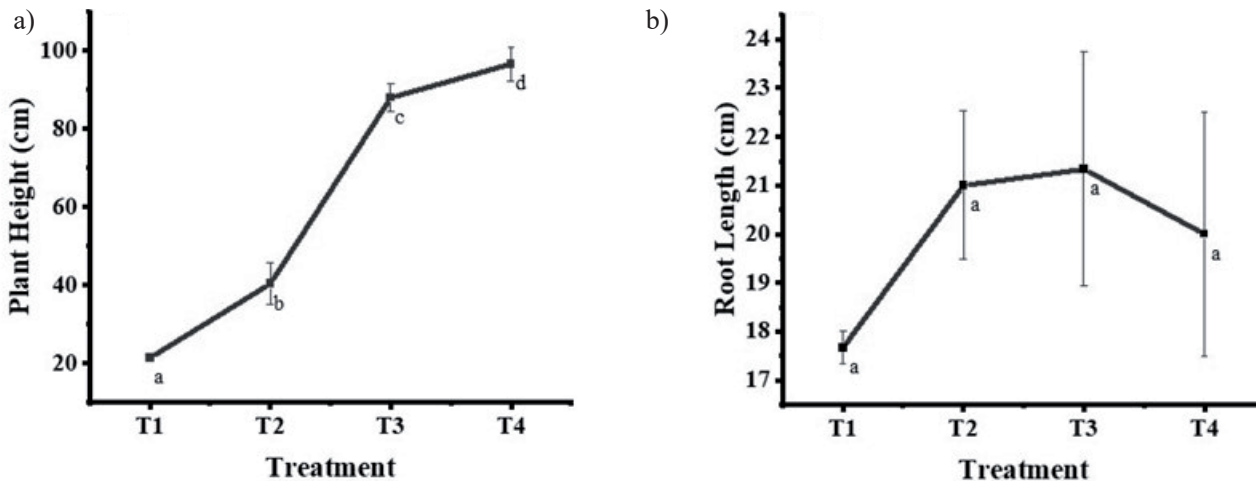 a)
Plant Height (cm)
100
80
60
40
20
a
b
c
d
T1 T2 T3 T4
Treatment
b)
Root Length (cm)
24
23
22
21
20
19
18
17
a
a
a
a
T1 T2 T3 T4
Treatment